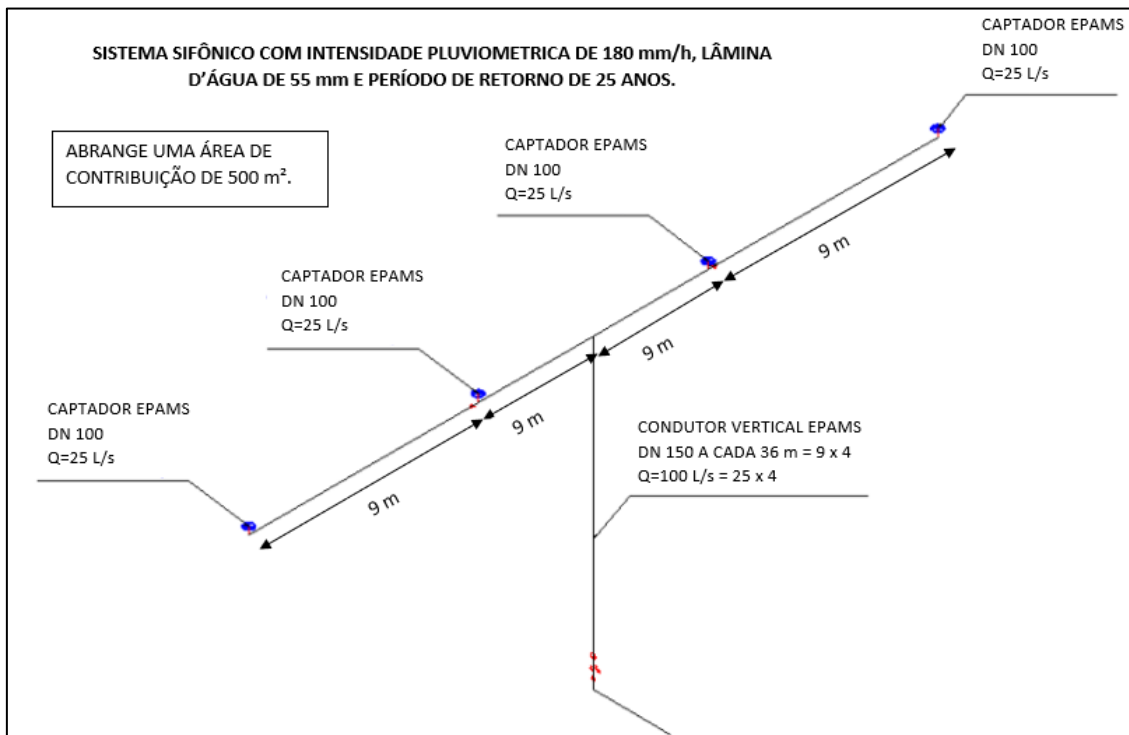 SISTEMA SIFÔNICO COM INTENSIDADE PLUVIOMETRICA DE 180 mm/h, LÂMINA
D'ÁGUA DE 55 mm E PERÍODO DE RETORNO DE 25 ANOS.
CAPTADOR EPAMS
DN 100
Q=25 L/s
ABRANGE UMA ÁREA DE
CONTRIBUIÇÃO DE 500 m².
CAPTADOR EPAMS
DN 100
Q=25 L/s
9 m
CAPTADOR EPAMS
DN 100
Q=25 L/s
9 m
CAPTADOR EPAMS
DN 100
Q=25 L/s
9 m
CONDUTOR VERTICAL EPAMS
DN 150 A CADA 36 m = 9 x 4
Q=100 L/s = 25 x 4
9 m